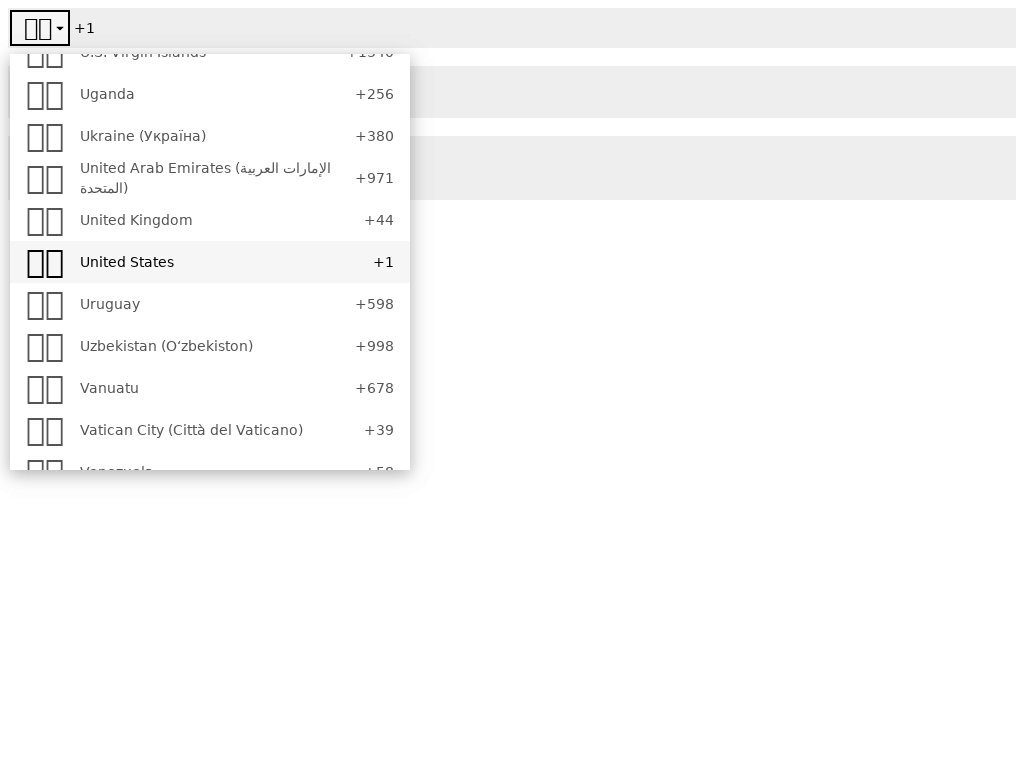 +1
U.S. Virgin Islands +1340
Uganda +256
Ukraine (Україна) +380
United Arab Emirates (الإمارات العربية
المتحدة) +971
United Kingdom +44
United States +1
Uruguay +598
Uzbekistan (Oʻzbekiston) +998
Vanuatu +678
Vatican City (Città del Vaticano) +39
Venezuela +58